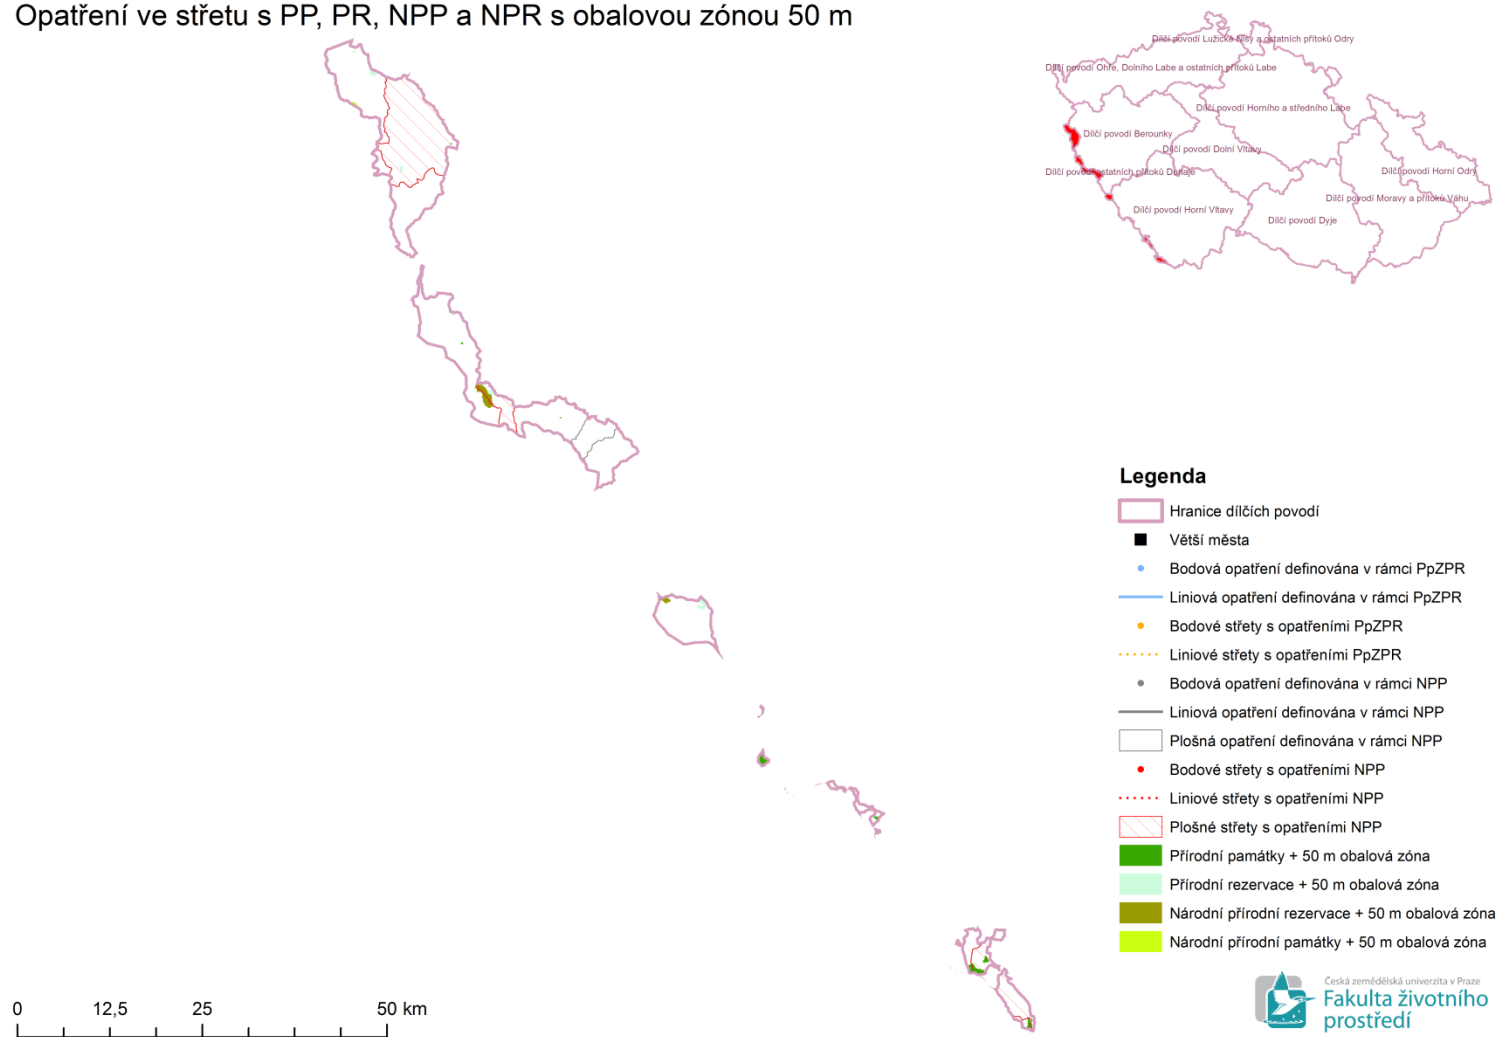 Opatření ve střetu s PP, PR, NPP a NPR s obalovou zónou 50 m
Dílčí povodí Lužické Nisy a ostatních přítoků Odry
Dílčí povodí Ohře, Dolního Labe a ostatních přítoků Labe
Dílčí povodí Horního a středního Labe
Dílčí povodí Berounky
Dílčí povodí Dolní Vltavy
Dílčí povodí ostatních přítoků Dunaje
Dílčí povodí Horní Odry
Dílčí povodí Moravy a přítoků Váhu
Dílčí povodí Horní Vltavy
Dílčí povodí Dyje
Legenda
Hranice dílčích povodí
Větší města
Bodová opatření definována v rámci PpZPR
Liniová opatření definována v rámci PpZPR
Bodové střety s opatřeními PpZPR
Liniové střety s opatřeními PpZPR
Bodová opatření definována v rámci NPP
Liniová opatření definována v rámci NPP
Plošná opatření definována v rámci NPP
Bodové střety s opatřeními NPP
Liniové střety s opatřeními NPP
Plošné střety s opatřeními NPP
Přírodní památky + 50 m obalová zóna
Přírodní rezervace + 50 m obalová zóna
Národní přírodní rezervace + 50 m obalová zóna
Národní přírodní památky + 50 m obalová zóna
0 12,5 25 50 km
Česká zemědělská univerzita v Praze
Fakulta životního
prostředí